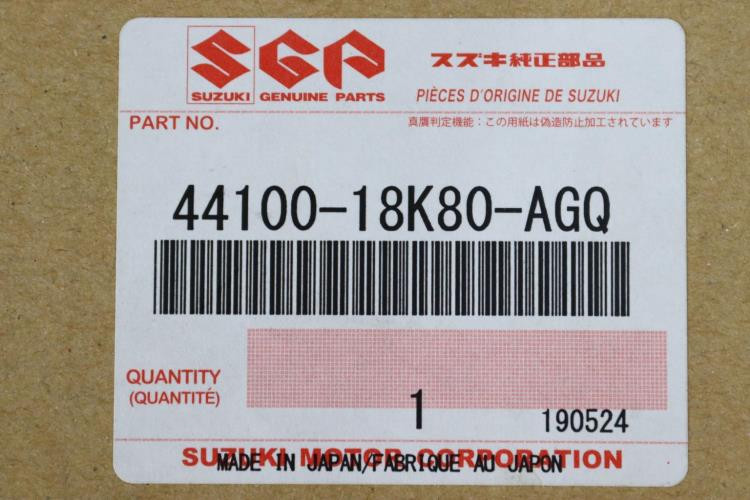 SGP スズキ純正部品
SUZUKI GENUINE PARTS PIÈCES D'ORIGINE DE SUZUKI
PART NO. 真贋判定機能：この用紙は偽造防止加工されています
44100-18K80-AGQ
QUANTITY
(QUANTITÉ)
1 190524
SUZUKI MOTOR CORPORATION
MADE IN JAPAN/FABRIQUE AU JAPON